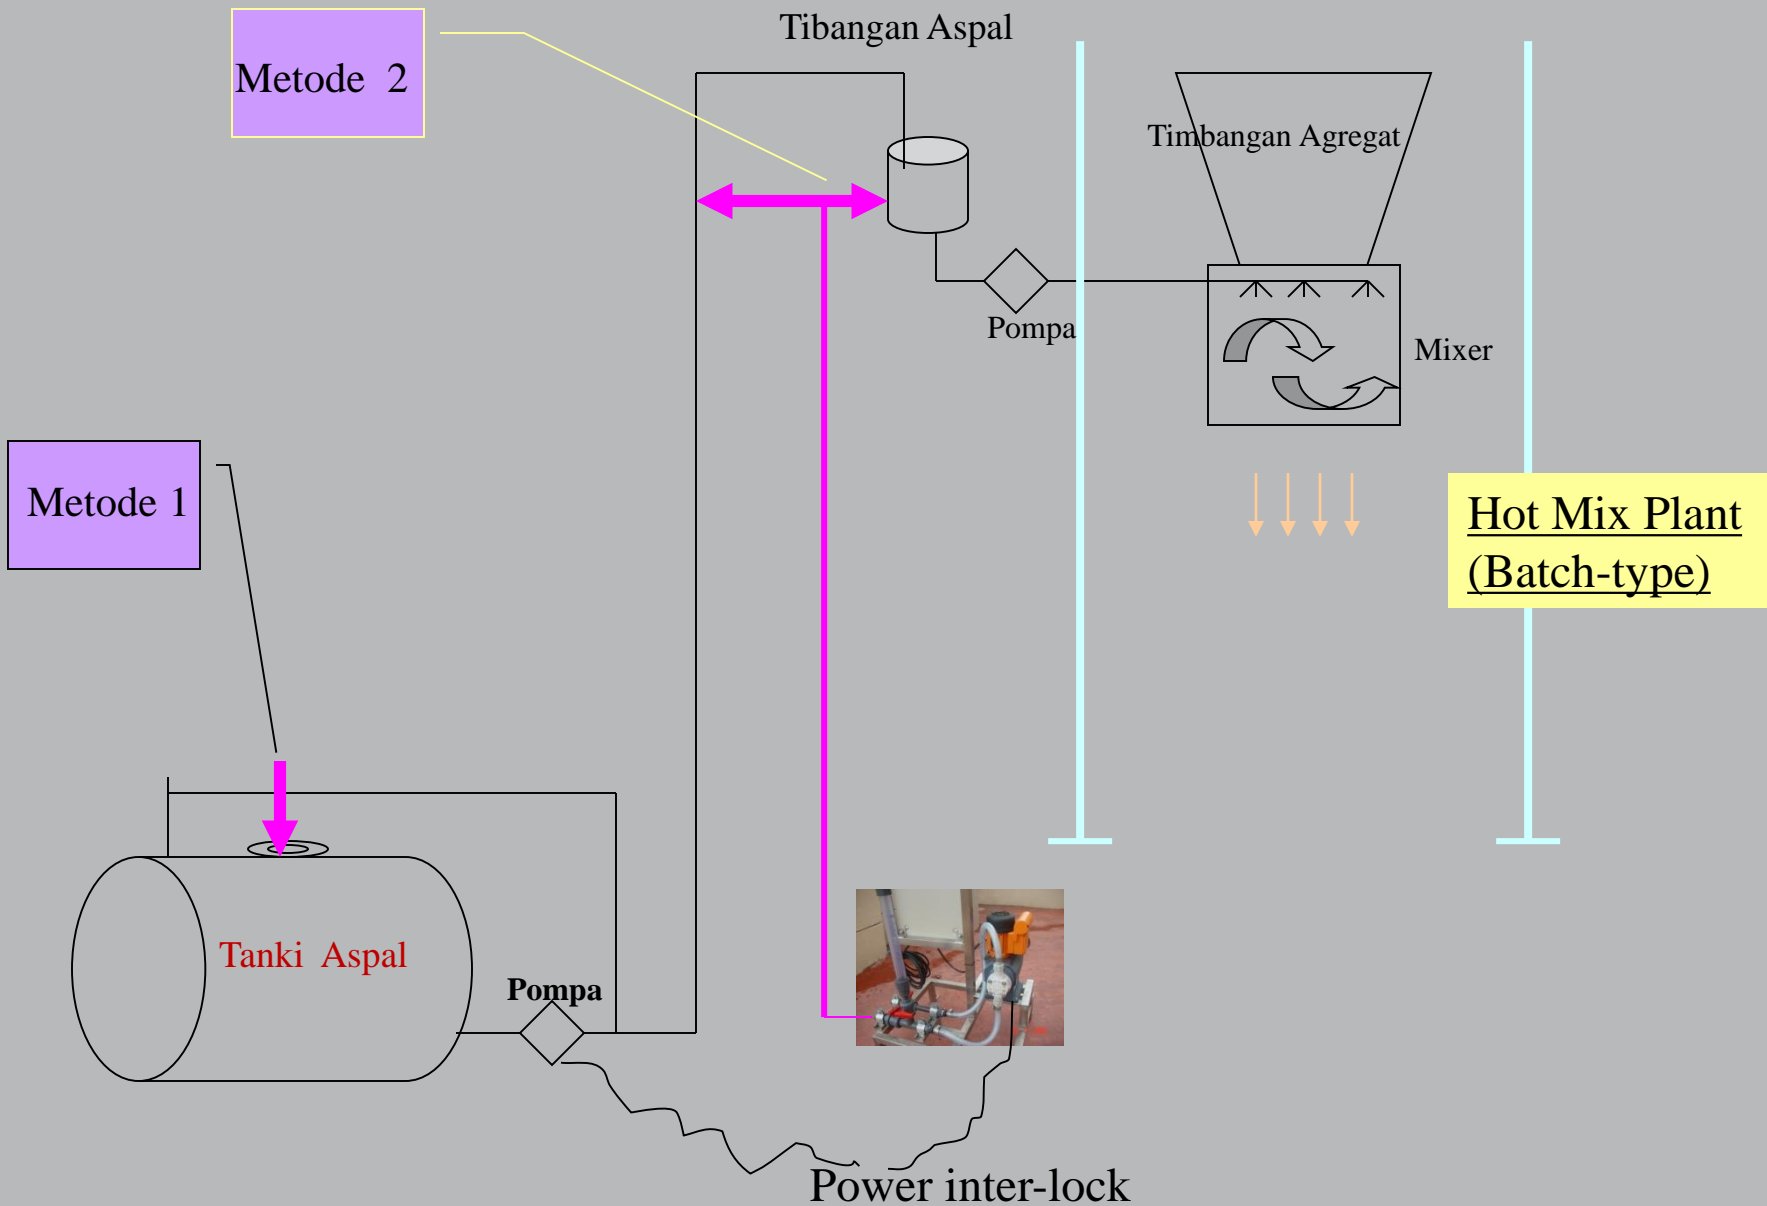 Tibangan Aspal
Metode 2
Timbangan Agregat
Pompa
Mixer
Metode 1
Hot Mix Plant
(Batch-type)
Tanki Aspal
Pompa
Power inter-lock